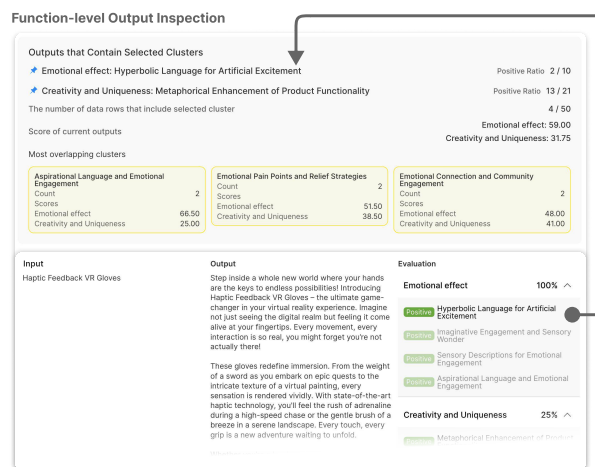 Function-level Output Inspection
Outputs that Contain Selected Clusters
Emotional effect: Hyperbolic Language for Artificial Excitement
Positive Ratio 2 / 10
Creativity and Uniqueness: Metaphorical Enhancement of Product Functionality
Positive Ratio 13 / 21
The number of data rows that include selected cluster
4 / 50
Score of current outputs
Emotional effect: 59.00
Creativity and Uniqueness: 31.75
Most overlapping clusters
Aspirational Language and Emotional
Engagement
Count 2
Scores
Emotional effect 66.50
Creativity and Uniqueness 25.00
Emotional Pain Points and Relief Strategies
Count 2
Scores
Emotional effect 51.50
Creativity and Uniqueness 38.50
Emotional Connection and Community
Engagement
Count 2
Scores
Emotional effect 48.00
Creativity and Uniqueness 41.00
Input
Haptic Feedback VR Gloves
Output
Step inside a whole new world where your hands
are the keys to endless possibilities! Introducing
Haptic Feedback VR Gloves – the ultimate game-
changer in your virtual reality experience. Imagine
not just seeing the digital realm but feeling it come
alive at your fingertips. Every movement, every
interaction is so real, you might forget you're not
actually there!
These gloves redefine immersion. From the weight
of a sword as you embark on epic quests to the
intricate texture of a virtual painting, every
sensation is rendered vividly. With state-of-the-art
haptic technology, you'll feel the rush of adrenaline
during a high-speed chase or the gentle brush of a
breeze in a serene landscape. Every touch, every
grip is a new adventure waiting to unfold.
Evaluation
Emotional effect 100%
Positive Hyperbolic Language for Artificial
Excitement
Positive Imaginative Engagement and Sensory
Wonder
Positive Sensory Descriptions for Emotional
Engagement
Positive Aspirational Language and Emotional
Engagement
Creativity and Uniqueness 25%
Positive Metaphorical Enhancement of Product